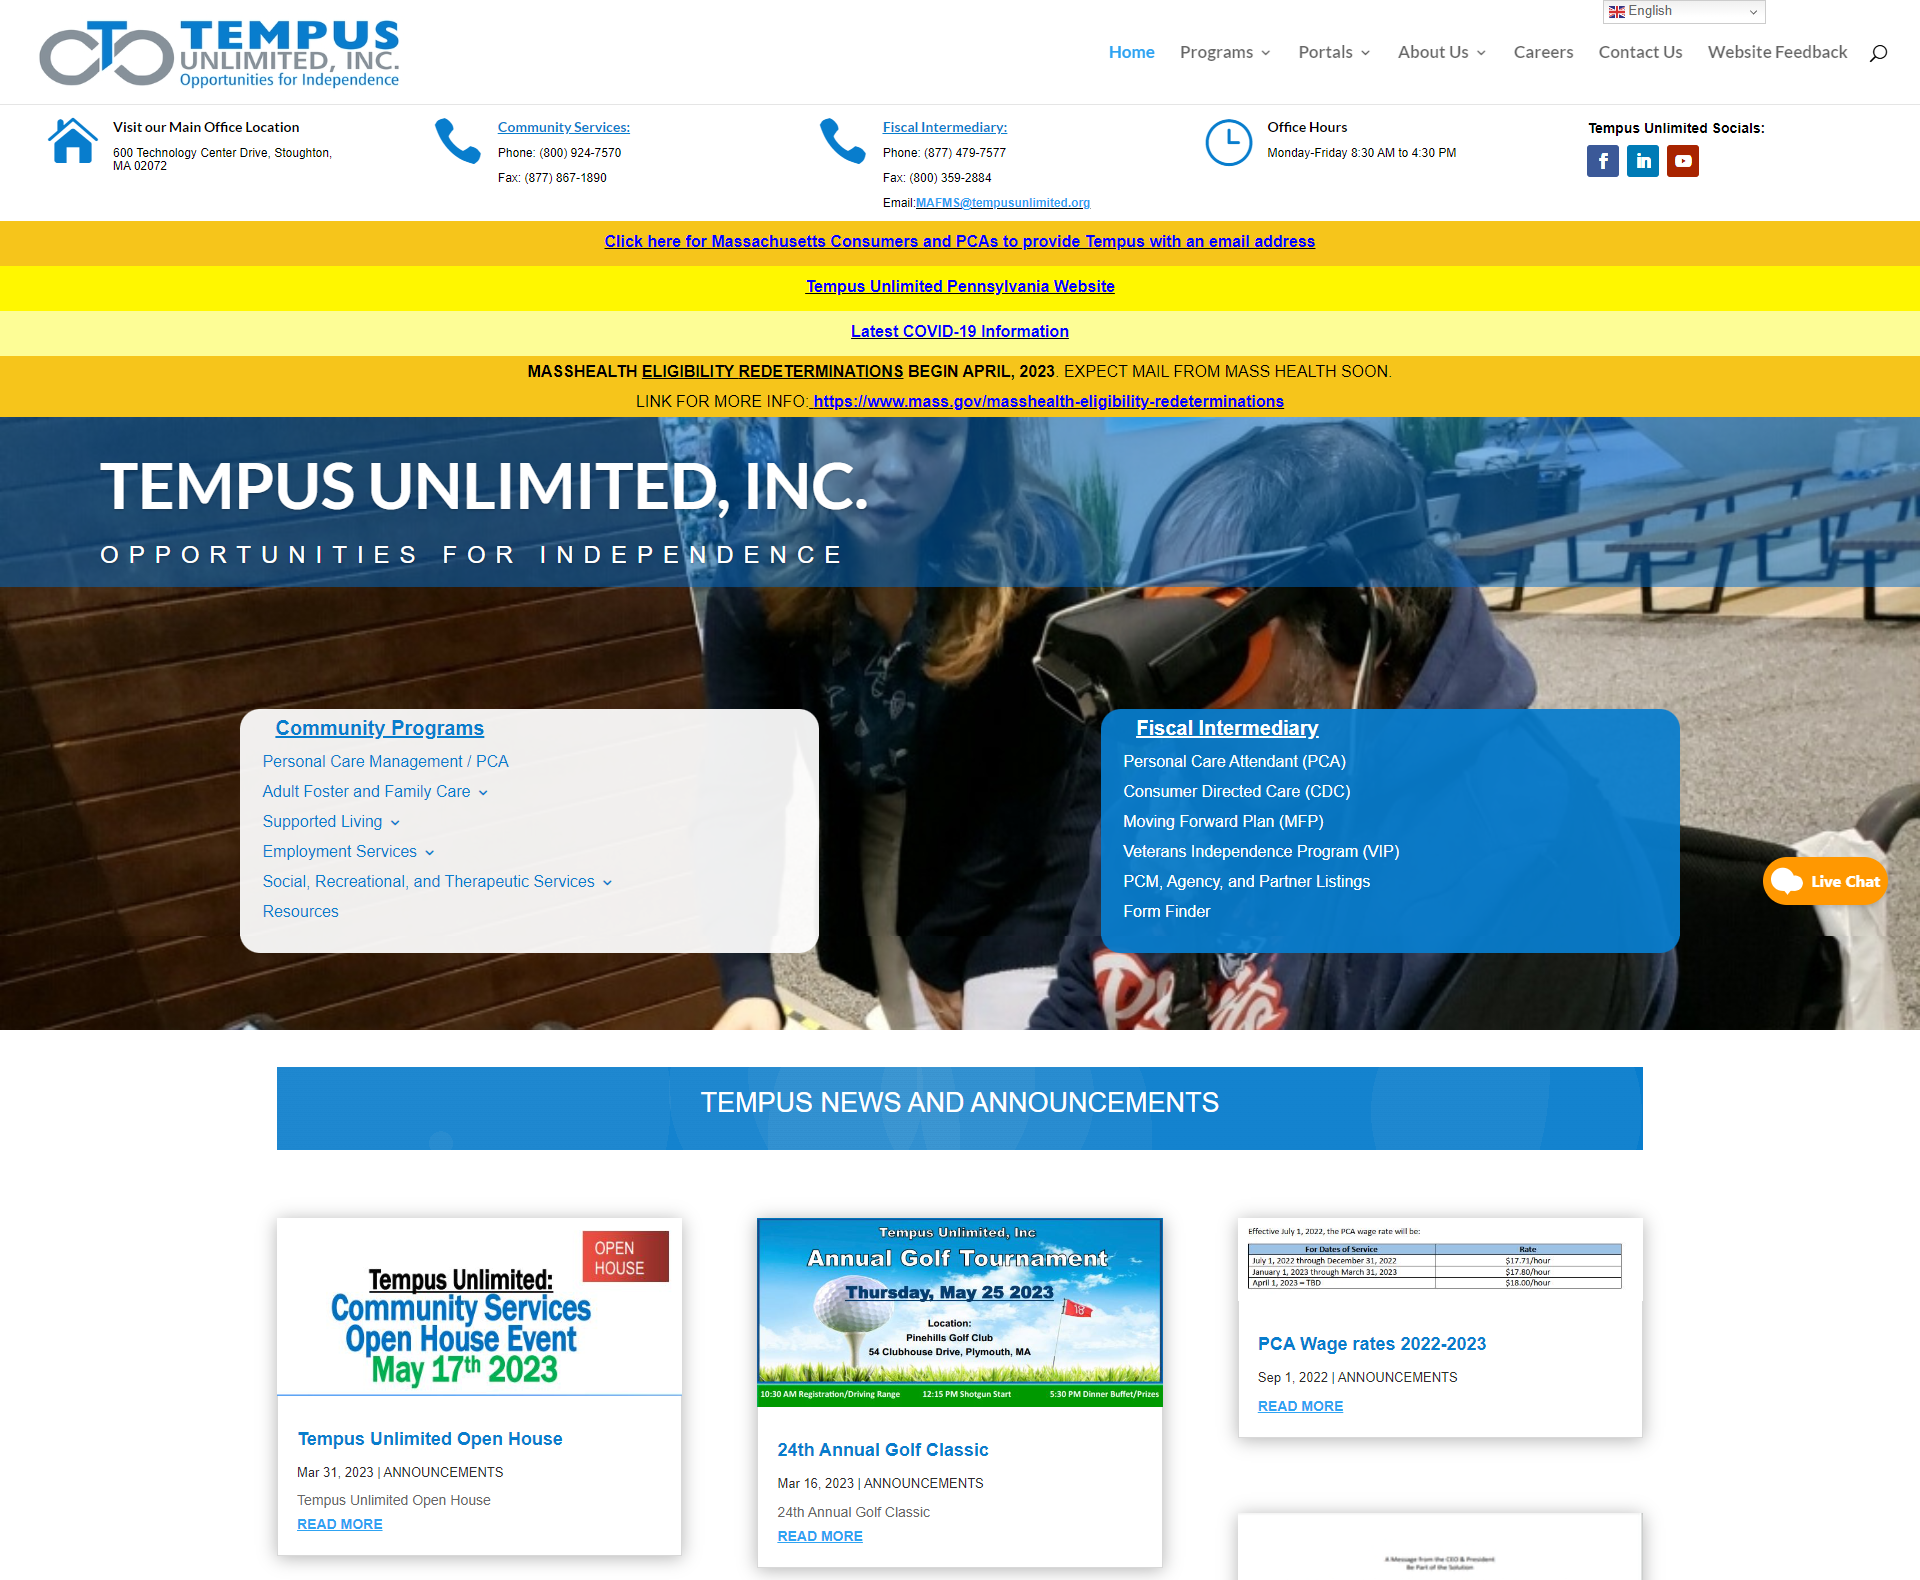 English
TEMPUS
UNLIMITED, INC.
Opportunities for Independence
Home Programs Portals About Us Careers Contact Us Website Feedback
Visit our Main Office Location
600 Technology Center Drive, Stoughton,
MA 02072
Community Services:
Phone: (800) 924-7570
Fax: (877) 867-1890
Fiscal Intermediary:
Phone: (877) 479-7577
Fax: (800) 359-2884
Email:MAFMS@tempusunlimited.org
Office Hours
Monday-Friday 8:30 AM to 4:30 PM
Tempus Unlimited Socials:
Click here for Massachusetts Consumers and PCAs to provide Tempus with an email address
Tempus Unlimited Pennsylvania Website
Latest COVID-19 Information
MASSHEALTH ELIGIBILITY REDETERMINATIONS BEGIN APRIL, 2023. EXPECT MAIL FROM MASS HEALTH SOON.
LINK FOR MORE INFO: https://www.mass.gov/masshealth-eligibility-redeterminations
TEMPUS UNLIMITED, INC.
OPPORTUNITIES FOR INDEPENDENCE
Community Programs
Personal Care Management / PCA
Adult Foster and Family Care
Supported Living
Employment Services
Social, Recreational, and Therapeutic Services
Resources
Fiscal Intermediary
Personal Care Attendant (PCA)
Consumer Directed Care (CDC)
Moving Forward Plan (MFP)
Veterans Independence Program (VIP)
PCM, Agency, and Partner Listings
Form Finder
Live Chat
TEMPUS NEWS AND ANNOUNCEMENTS
OPEN
HOUSE
Tempus Unlimited:
Community Services
Open House Event
May 17th 2023
Tempus Unlimited Open House
Mar 31, 2023 | ANNOUNCEMENTS
Tempus Unlimited Open House
READ MORE
Tempus Unlimited, Inc
Annual Golf Tournament
Thursday, May 25 2023
18
Location:
Pinehills Golf Club
54 Clubhouse Drive, Plymouth, MA
10:30 AM Registration/Driving Range 12:15 PM Shotgun Start 5:30 PM Dinner Buffet/Prizes
24th Annual Golf Classic
Mar 16, 2023 | ANNOUNCEMENTS
24th Annual Golf Classic
READ MORE
Effective July 1, 2022, the PCA wage rate will be:
For Dates of Service Rate
July 1, 2022 through December 31, 2022 $17.71/hour
January 1, 2023 through March 31, 2023 $17.80/hour
April 1, 2023 – TBD $18.00/hour
PCA Wage rates 2022-2023
Sep 1, 2022 | ANNOUNCEMENTS
READ MORE
A Message from the CEO & President
Be Part of the Solution